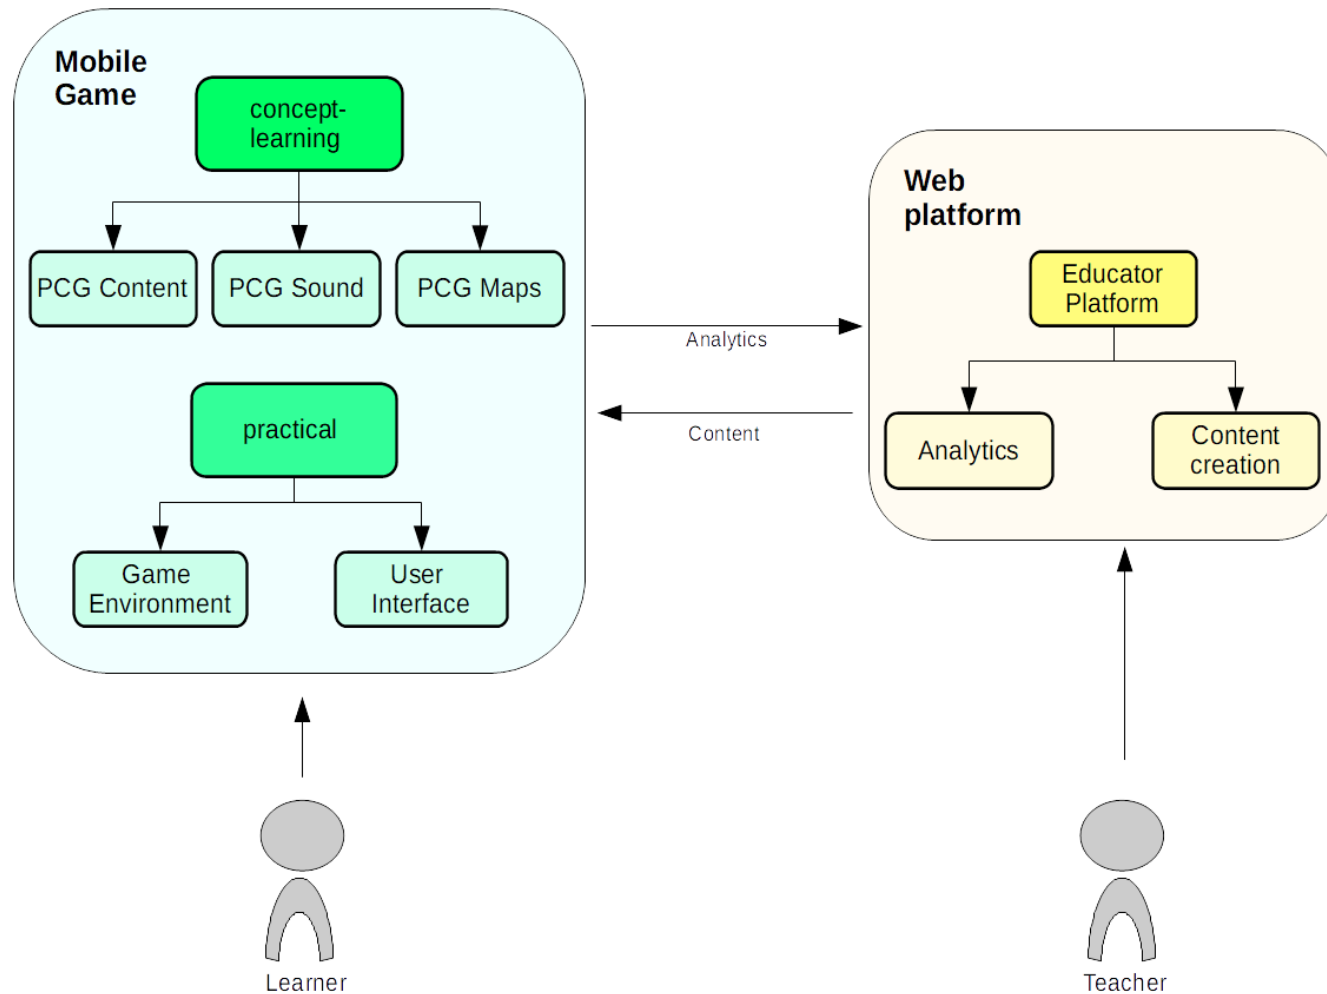 Mobile
Game
concept-
learning
PCG Content
PCG Sound
PCG Maps
practical
Game
Environment
User
Interface
Analytics
Content
Web
platform
Educator
Platform
Analytics
Content
creation
Learner
Teacher